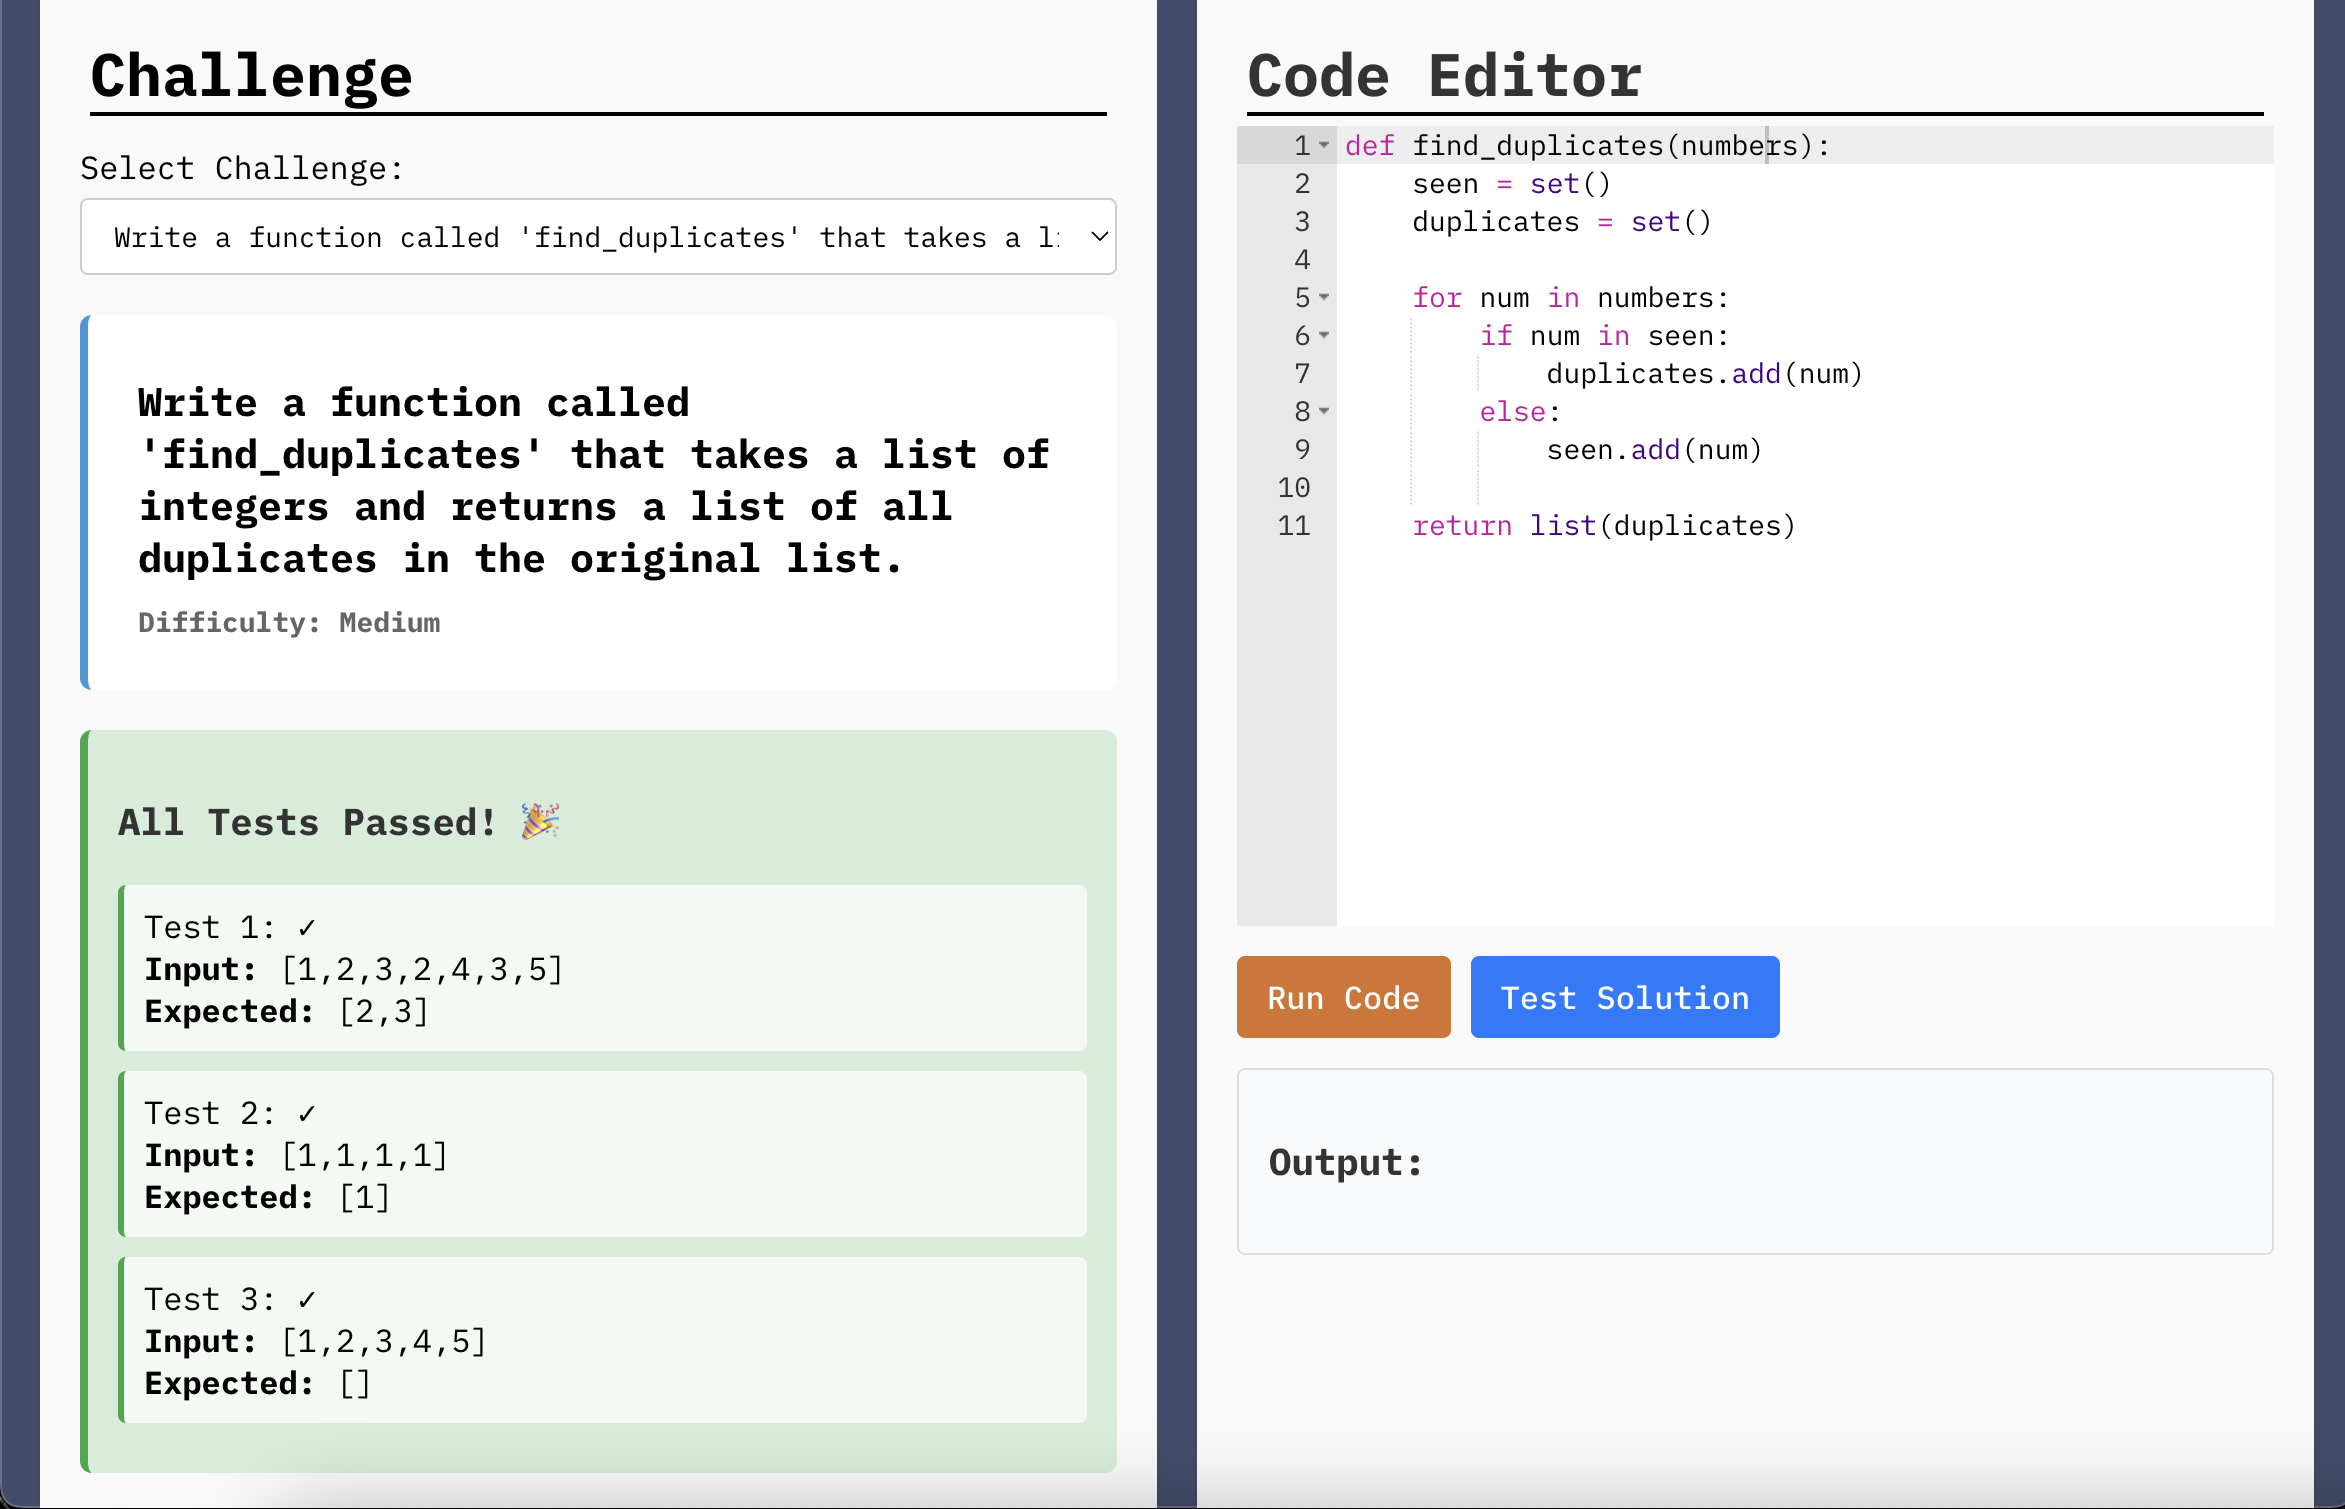 Challenge
Select Challenge:
Write a function called 'find_duplicates' that takes a l
Write a function called
'find_duplicates' that takes a list of
integers and returns a list of all
duplicates in the original list.
Difficulty: Medium
All Tests Passed! 🎉
Test 1: ✓
Input: [1,2,3,2,4,3,5]
Expected: [2,3]
Test 2: ✓
Input: [1,1,1,1]
Expected: [1]
Test 3: ✓
Input: [1,2,3,4,5]
Expected: []
Code Editor
1 def find_duplicates(numbers):
2     seen = set()
3     duplicates = set()
4
5     for num in numbers:
6         if num in seen:
7             duplicates.add(num)
8         else:
9             seen.add(num)
10
11     return list(duplicates)
Run Code
Test Solution
Output: